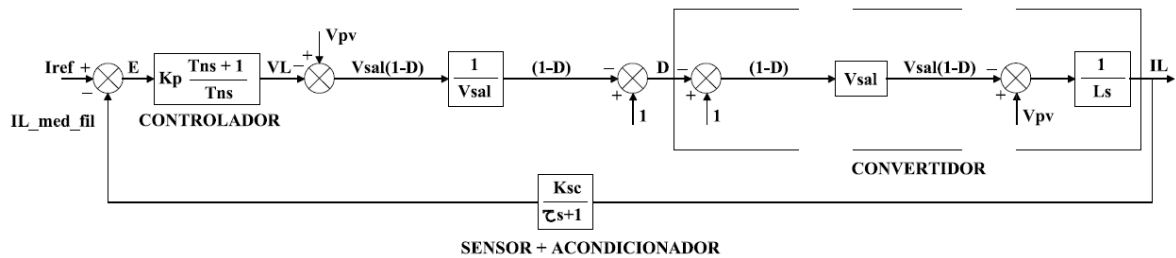 Iref
+
−
E
Kp Tns + 1
Tns
VL
−
+
Vpv
Vsal(1-D)
1
Vsal
(1-D)
−
+
1
D
−
+
1
(1-D)
Vsal
Vsal(1-D)
−
+
Vpv
1
Ls
IL
IL_med_fil
CONTROLADOR
CONVERTIDOR
Ksc
τs+1
SENSOR + ACONDICIONADOR